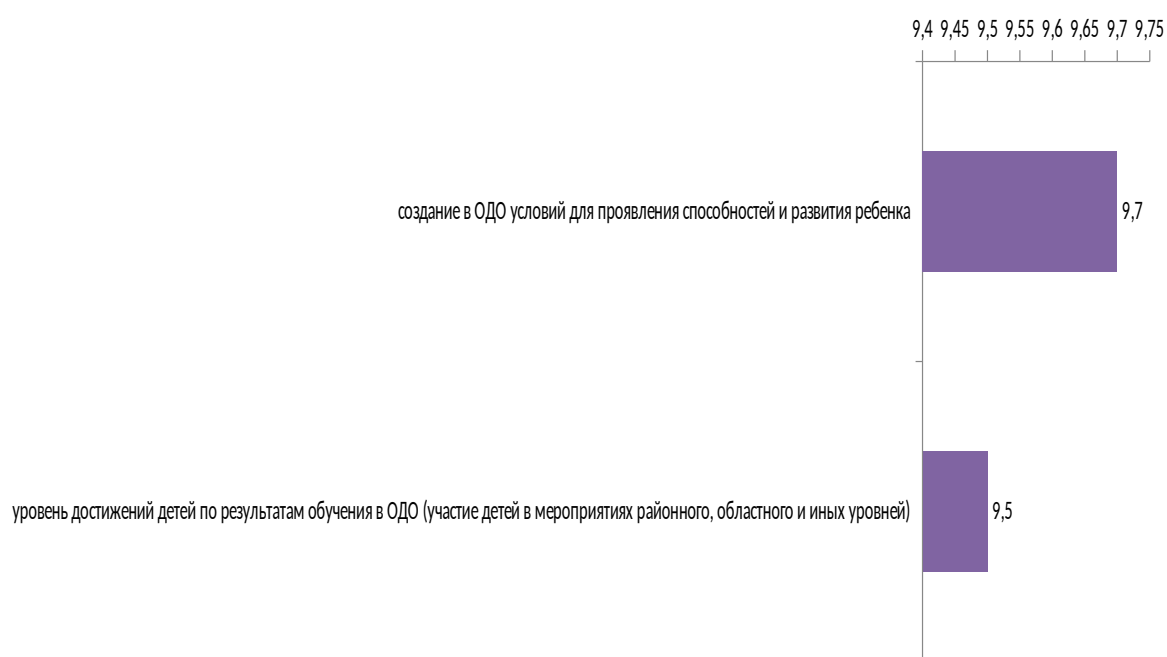 9,4 9,45 9,5 9,55 9,6 9,65 9,7 9,75
создание в ОДО условий для проявления способностей и развития ребенка 9,7
уровень достижений детей по результатам обучения в ОДО (участие детей в мероприятиях районного, областного и иных уровней) 9,5